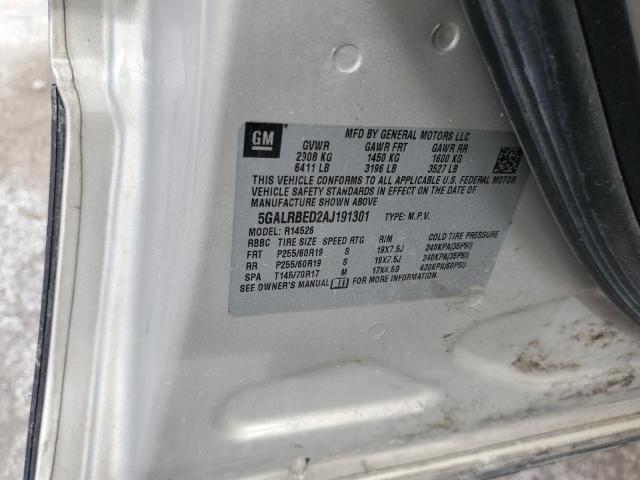 GM
MFD BY GENERAL MOTORS LLC
GVWR GAWR FRT GAWR RR
2908 KG 1450 KG 1600 KG
6411 LB 3196 LB 3527 LB
THIS VEHICLE CONFORMS TO ALL APPLICABLE U.S. FEDERAL MOTOR
VEHICLE SAFETY STANDARDS IN EFFECT ON THE DATE OF
MANUFACTURE SHOWN ABOVE.
5GALRBED2AJ191301 TYPE: M.P.V.
MODEL: R14526
RBBC TIRE SIZE SPEED RTG RIM COLD TIRE PRESSURE
FRT P255/60R19 S 19X7.5J 240KPA(35PSI)
RR P255/60R19 S 19X7.5J 240KPA(35PSI)
SPA T145/70R17 M 17X4.5B 420KPA(60PSI)
SEE OWNER'S MANUAL